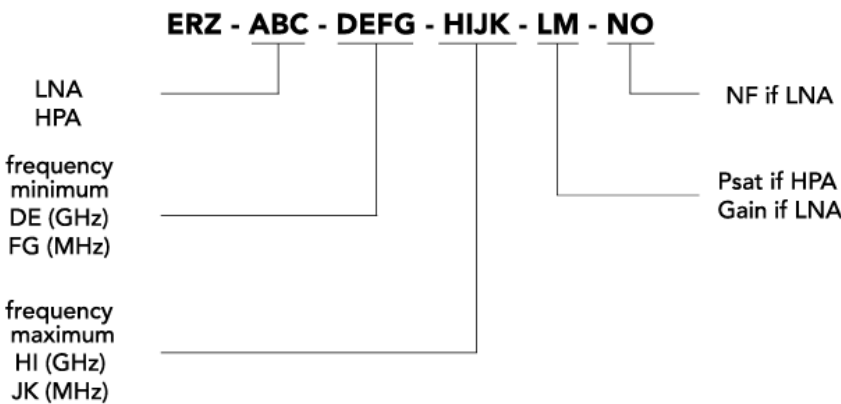 ERZ - ABC - DEFG - HIJK - LM - NO
LNA
HPA
NF if LNA
frequency
minimum
DE (GHz)
FG (MHz)
Psat if HPA
Gain if LNA
frequency
maximum
HI (GHz)
JK (MHz)